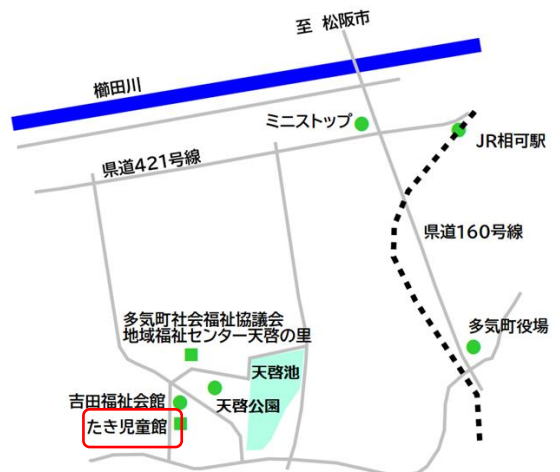 至 松阪市
櫛田川
ミニストップ
JR相可駅
県道421号線
県道160号線
多気町社会福祉協議会
地域福祉センター天啓の里
多気町役場
天啓池
天啓公園
吉田福祉会館
たき児童館